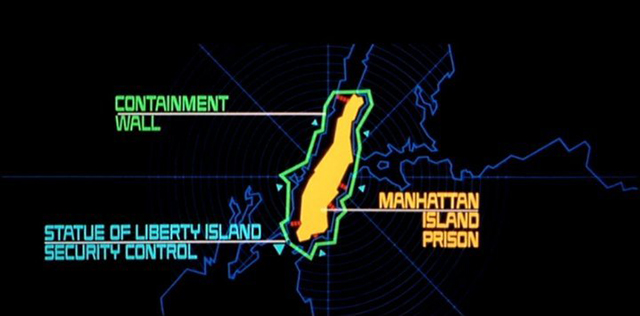 CONTAINMENT
WALL
MANHATTAN
ISLAND
PRISON
STATUE OF LIBERTY ISLAND
SECURITY CONTROL